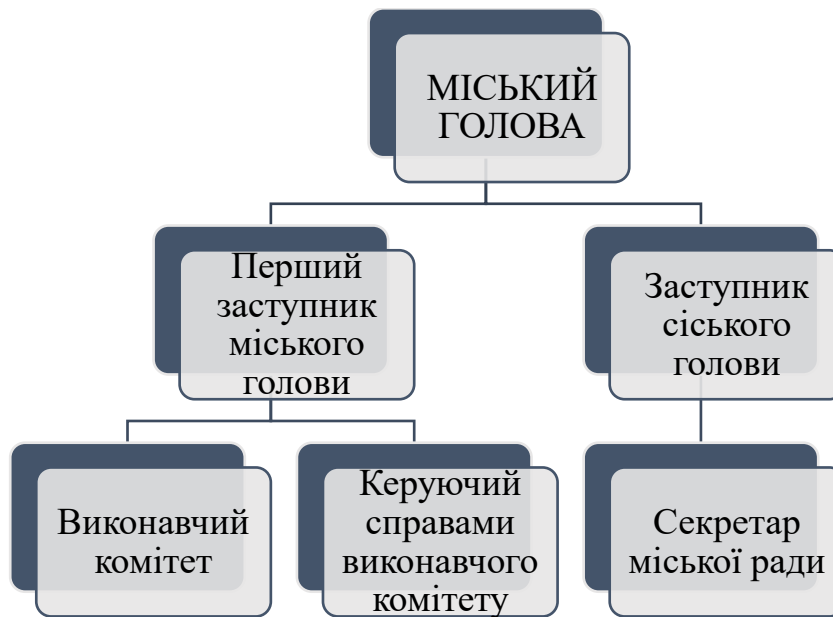 МІСЬКИЙ
ГОЛОВА
Перший
заступник
міського
голови
Заступник
сіського
голови
Виконавчий
комітет
Керуючий
справами
виконавчого
комітету
Секретар
міської ради